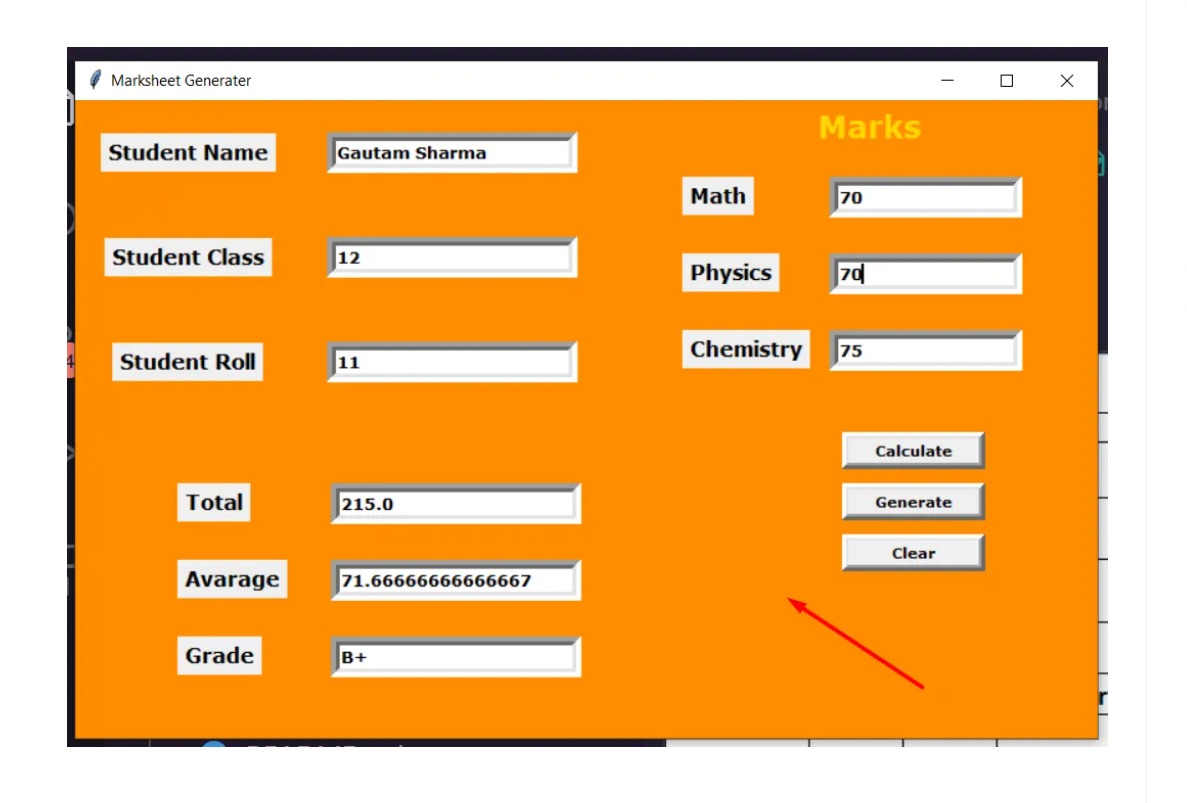 Marksheet Generater
Marks
Student Name Gautam Sharma
Math 70
Student Class 12
Physics 70
Chemistry 75
Student Roll 11
Calculate
Total 215.0
Generate
Clear
Avarage 71.66666666666667
Grade B+